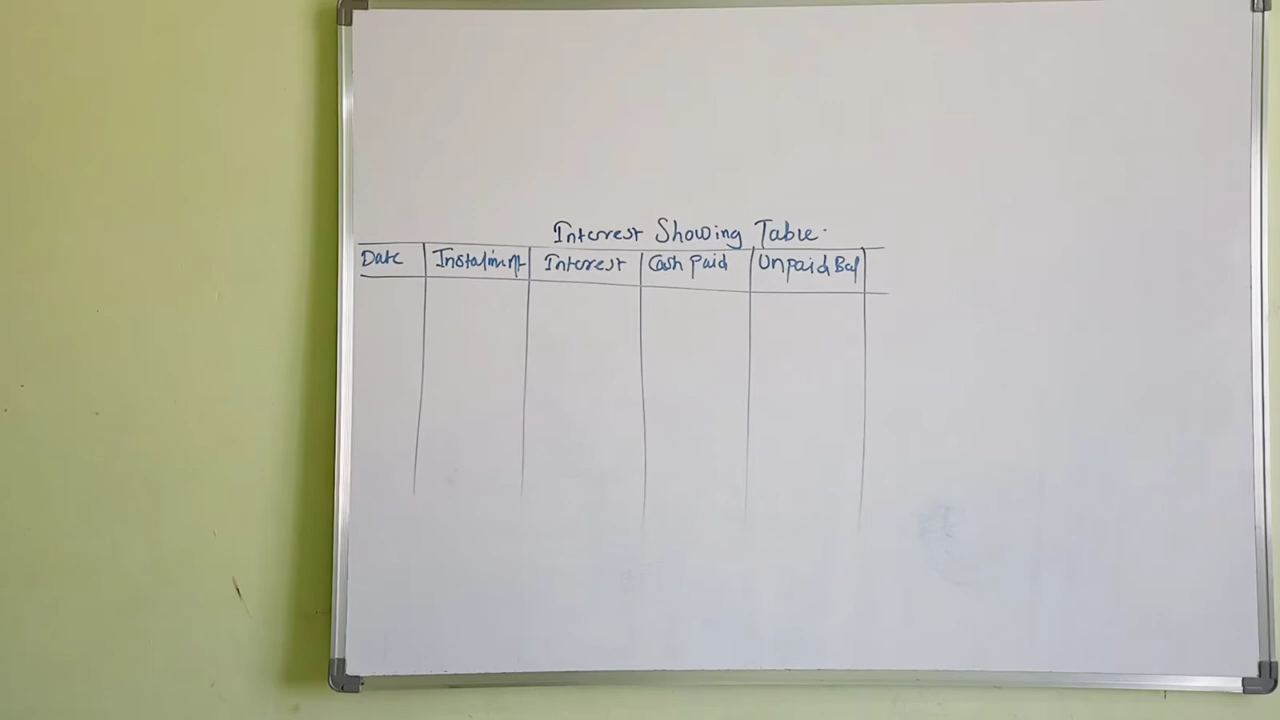 Interest Showing Table.
Date Instalment Interest Cash Paid Unpaid Bal